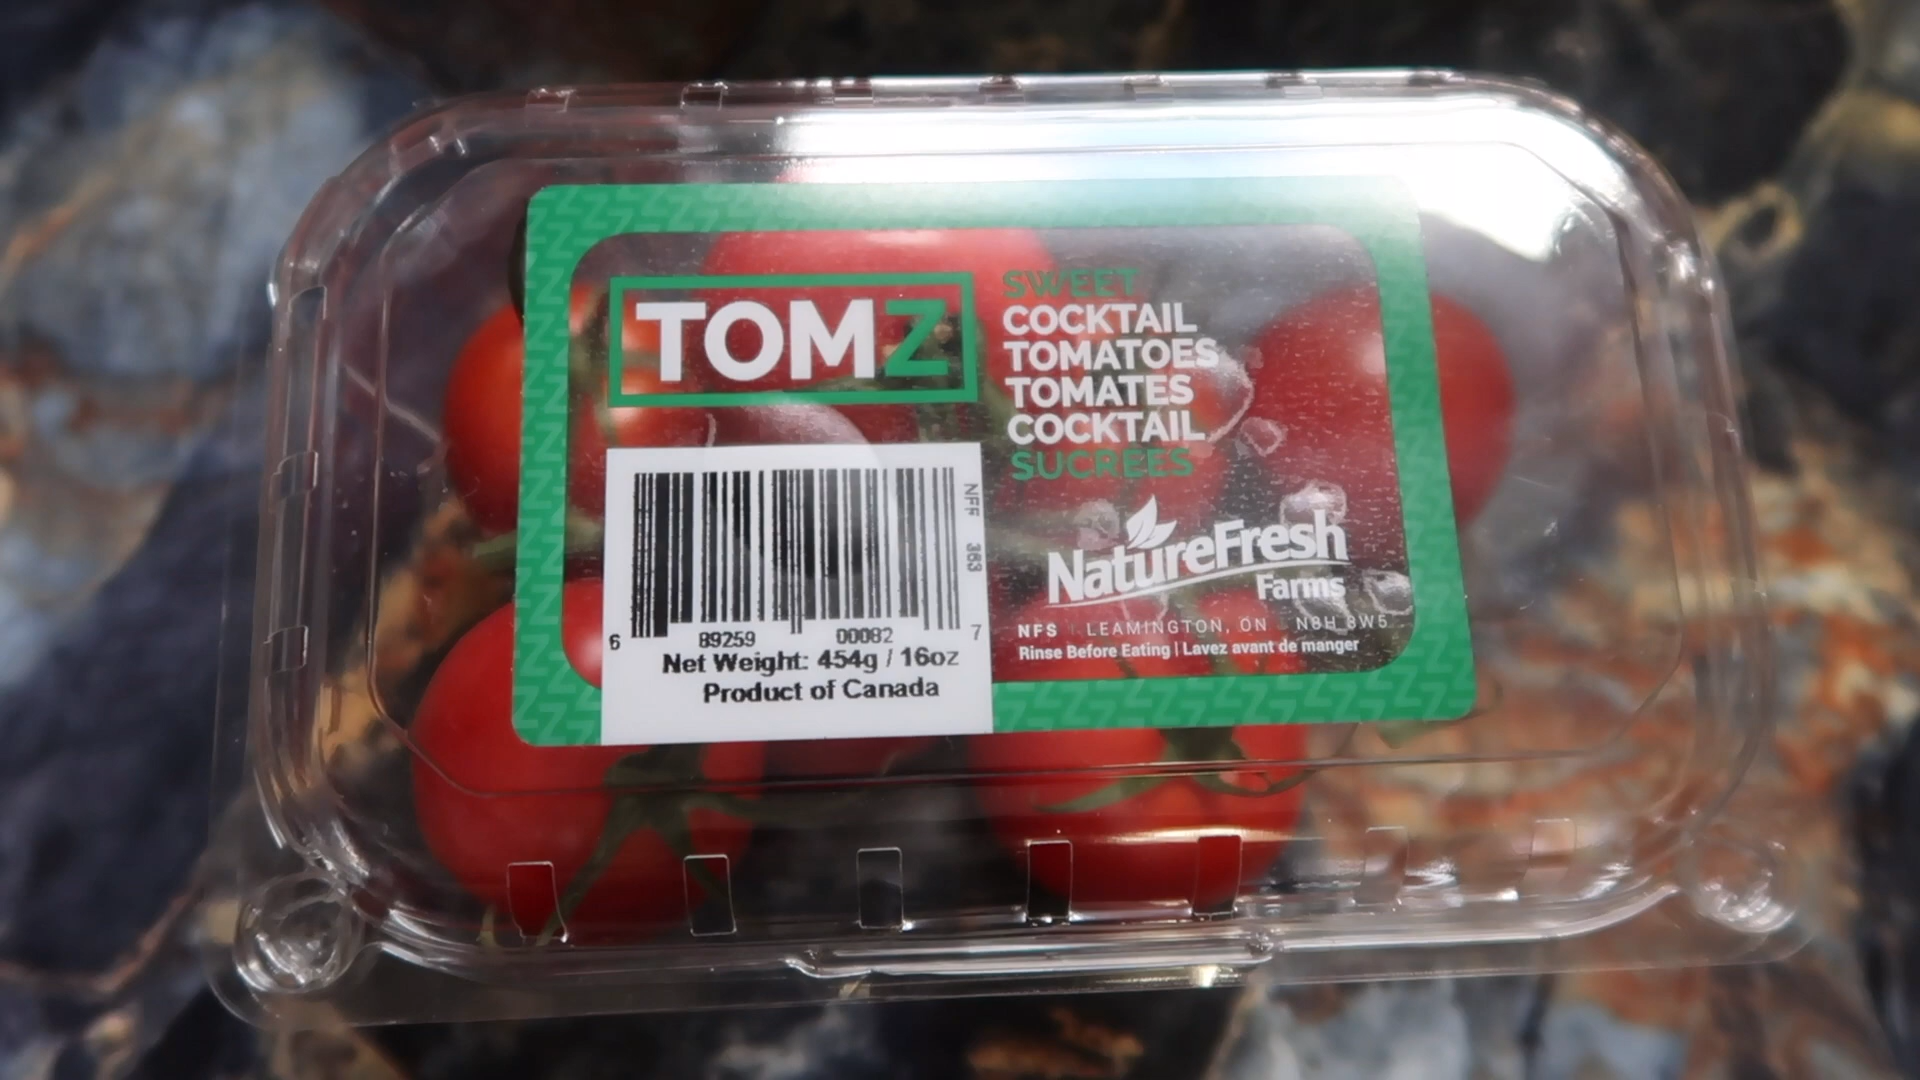 TOMZ
SWEET
COCKTAIL
TOMATOES
TOMATES
COCKTAIL
SUCRÉES
NatureFresh
Farms
NFS | LEAMINGTON, ON N8H 3W5
Rinse Before Eating | Lavez avant de manger
NFF 363
6 89259 00082 7
Net Weight: 454g / 16oz
Product of Canada